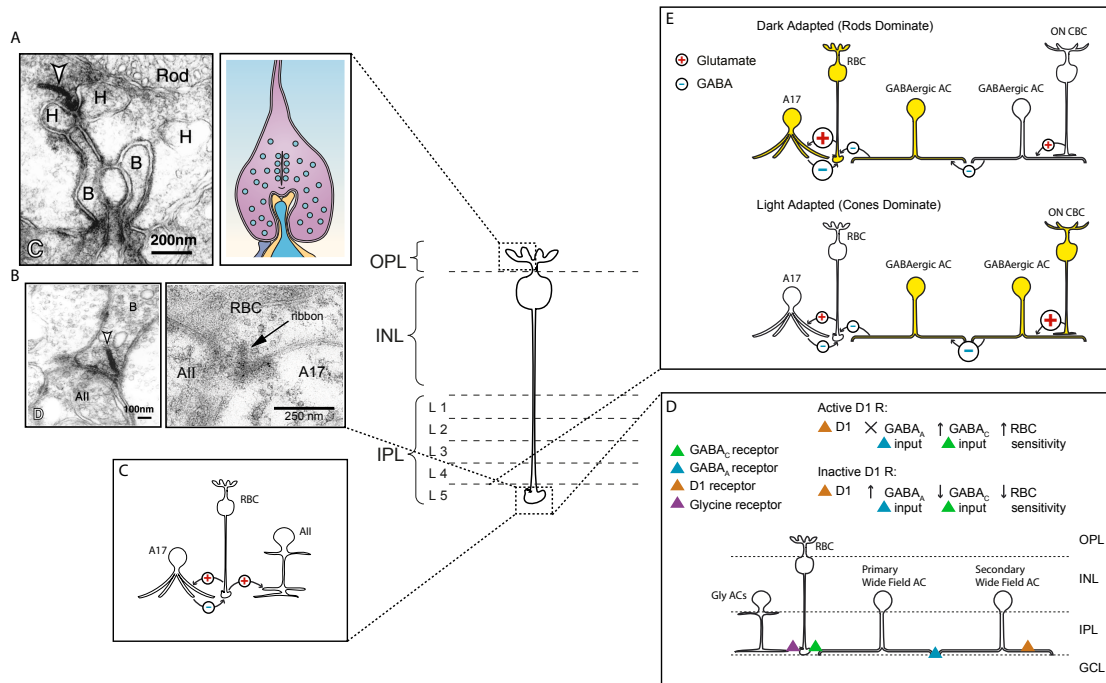 A
Rod
H
H
H
B
B
C
200nm
B
B
AII
D
100nm
RBC
ribbon
AII
A17
250 nm
C
RBC
A17
AII
+
+
−
OPL
INL
IPL
L 1
L 2
L 3
L 4
L 5
E
Dark Adapted (Rods Dominate)
+ Glutamate
− GABA
RBC
ON CBC
A17
GABAergic AC
GABAergic AC
+
−
−
−
+
Light Adapted (Cones Dominate)
RBC
ON CBC
A17
GABAergic AC
GABAergic AC
+
−
−
−
+
D
GABAC receptor
GABAA receptor
D1 receptor
Glycine receptor
Active D1 R:
D1 × GABAA ↑ GABAC ↑ RBC
input input sensitivity
Inactive D1 R:
D1 ↑ GABAA ↓ GABAC ↓ RBC
input input sensitivity
RBC
OPL
INL
IPL
GCL
Gly ACs
Primary
Wide Field AC
Secondary
Wide Field AC